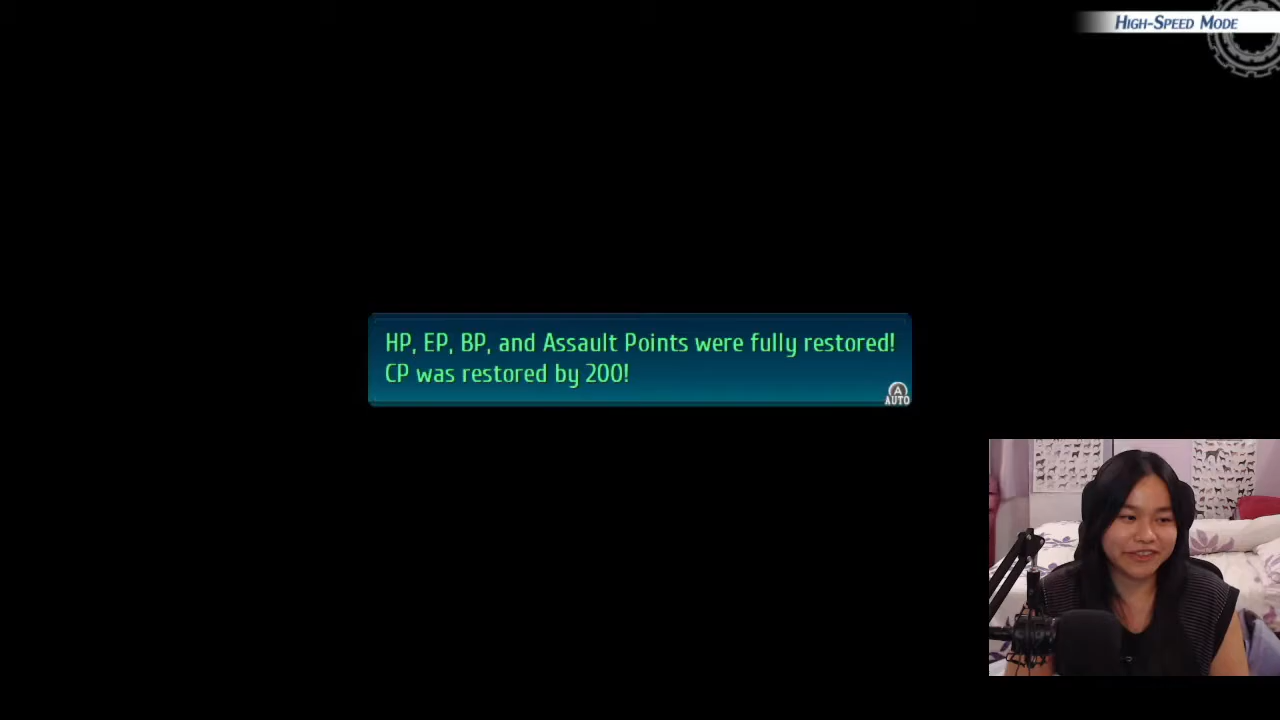 HIGH-SPEED MODE
HP, EP, BP, and Assault Points were fully restored!
CP was restored by 200!
A
AUTO